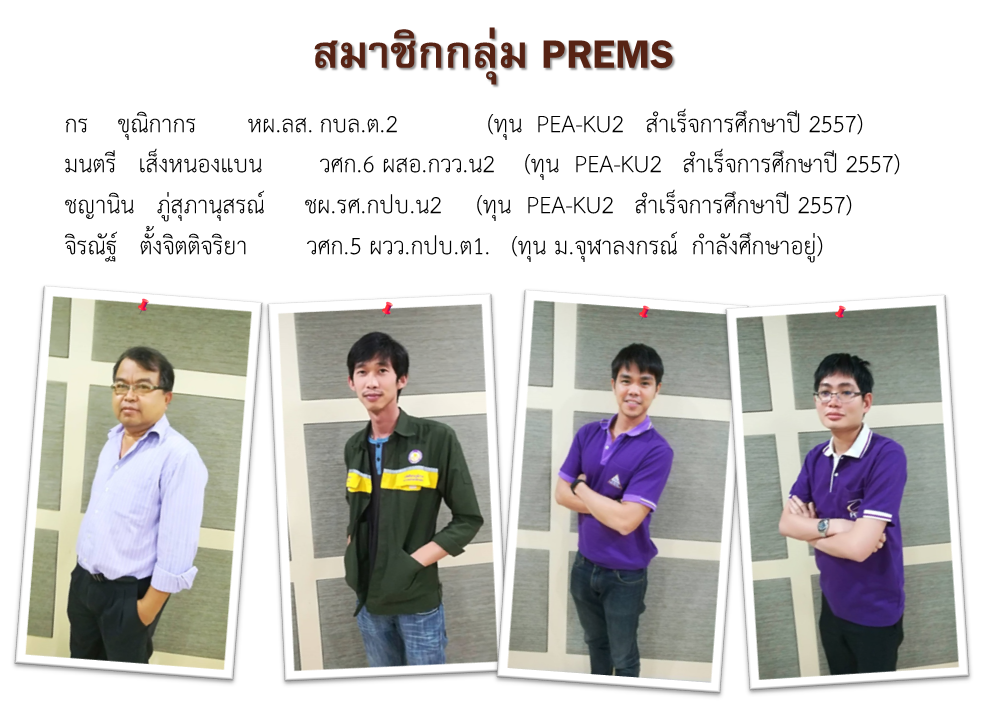 สมาชิกกลุ่ม PREMS
กร ขุณิกากร หผ.ลส. กบล.ต.2 (ทุน PEA-KU2 สำเร็จการศึกษาปี 2557)
มนตรี เส็งหนองแบน วศก.6 ผสอ.กวว.น2 (ทุน PEA-KU2 สำเร็จการศึกษาปี 2557)
ชญานิน ภู่สุภานุสรณ์ ชผ.รศ.กปบ.น2 (ทุน PEA-KU2 สำเร็จการศึกษาปี 2557)
จิรณัฐ์ ตั้งจิตติจริยา วศก.5 ผวว.กปบ.ต1. (ทุน ม.จุฬาลงกรณ์ กำลังศึกษาอยู่)